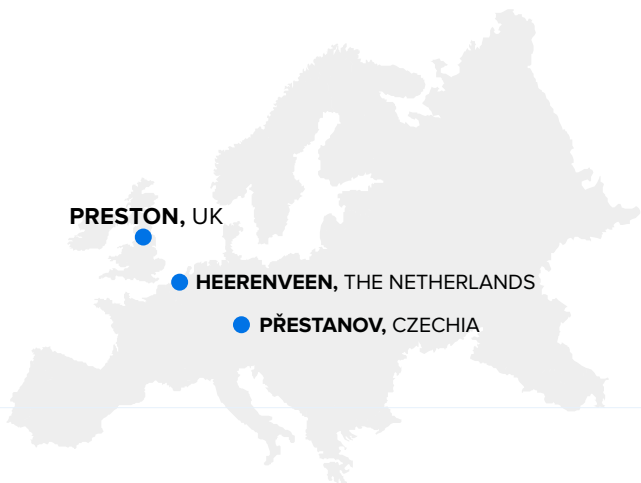 PRESTON, UK
HEERENVEEN, THE NETHERLANDS
PŘESTANOV, CZECHIA